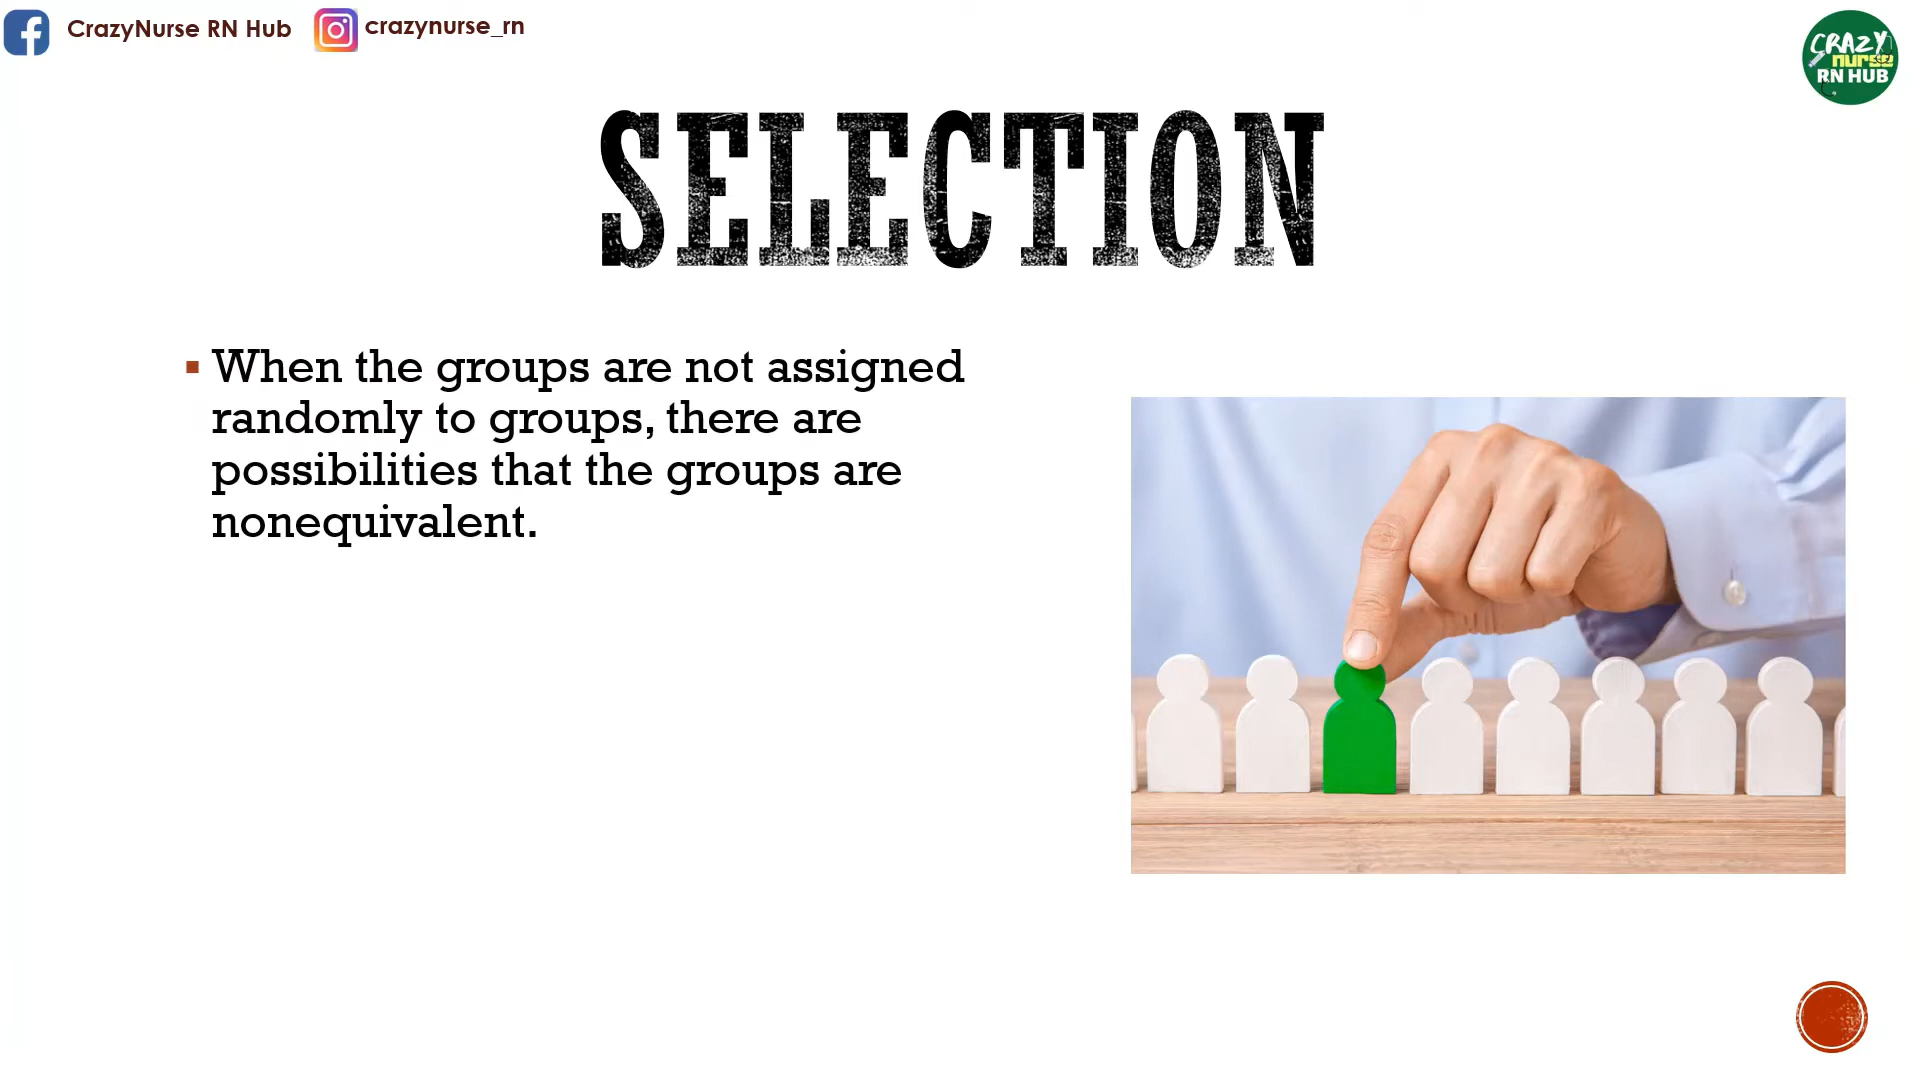 CrazyNurse RN Hub
crazynurse_rn
CRAZY
nurse
RN HUB
SELECTION
When the groups are not assigned
randomly to groups, there are
possibilities that the groups are
nonequivalent.